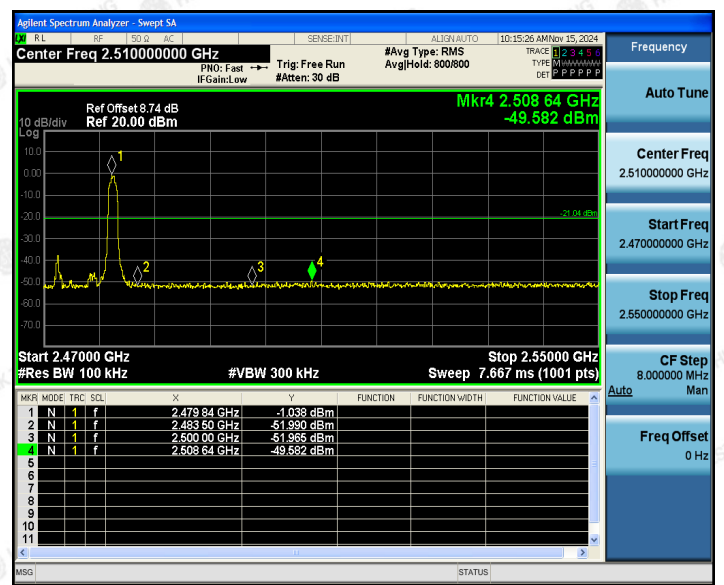 Agilent Spectrum Analyzer - Swept SA
LXI RL RF 50 Ω AC SENSE:INT ALIGN AUTO 10:15:26 AM Nov 15, 2024
Center Freq 2.510000000 GHz #Avg Type: RMS TRACE 1 2 3 4 5 6
PNO: Fast Trig: Free Run Avg|Hold: 800/800 TYPE M W W W W W
IFGain:Low #Atten: 30 dB DET P P P P P P
Mkr4 2.508 64 GHz
-49.582 dBm
Ref Offset 8.74 dB
10 dB/div Ref 20.00 dBm
Log
10.0
0.00
-10.0
-20.0
-30.0
-40.0
-50.0
-60.0
-70.0
1
2
3
4
-21.04 dBm
Start 2.47000 GHz Stop 2.55000 GHz
#Res BW 100 kHz #VBW 300 kHz Sweep 7.667 ms (1001 pts)
MKR MODE TRC SCL X Y FUNCTION FUNCTION WIDTH FUNCTION VALUE
1 N 1 f 2.479 84 GHz -1.038 dBm
2 N 1 f 2.483 50 GHz -51.990 dBm
3 N 1 f 2.500 00 GHz -51.965 dBm
4 N 1 f 2.508 64 GHz -49.582 dBm
5
6
7
8
9
10
11
MSG STATUS
Frequency
Auto Tune
Center Freq
2.510000000 GHz
Start Freq
2.470000000 GHz
Stop Freq
2.550000000 GHz
CF Step
8.000000 MHz
Auto Man
Freq Offset
0 Hz